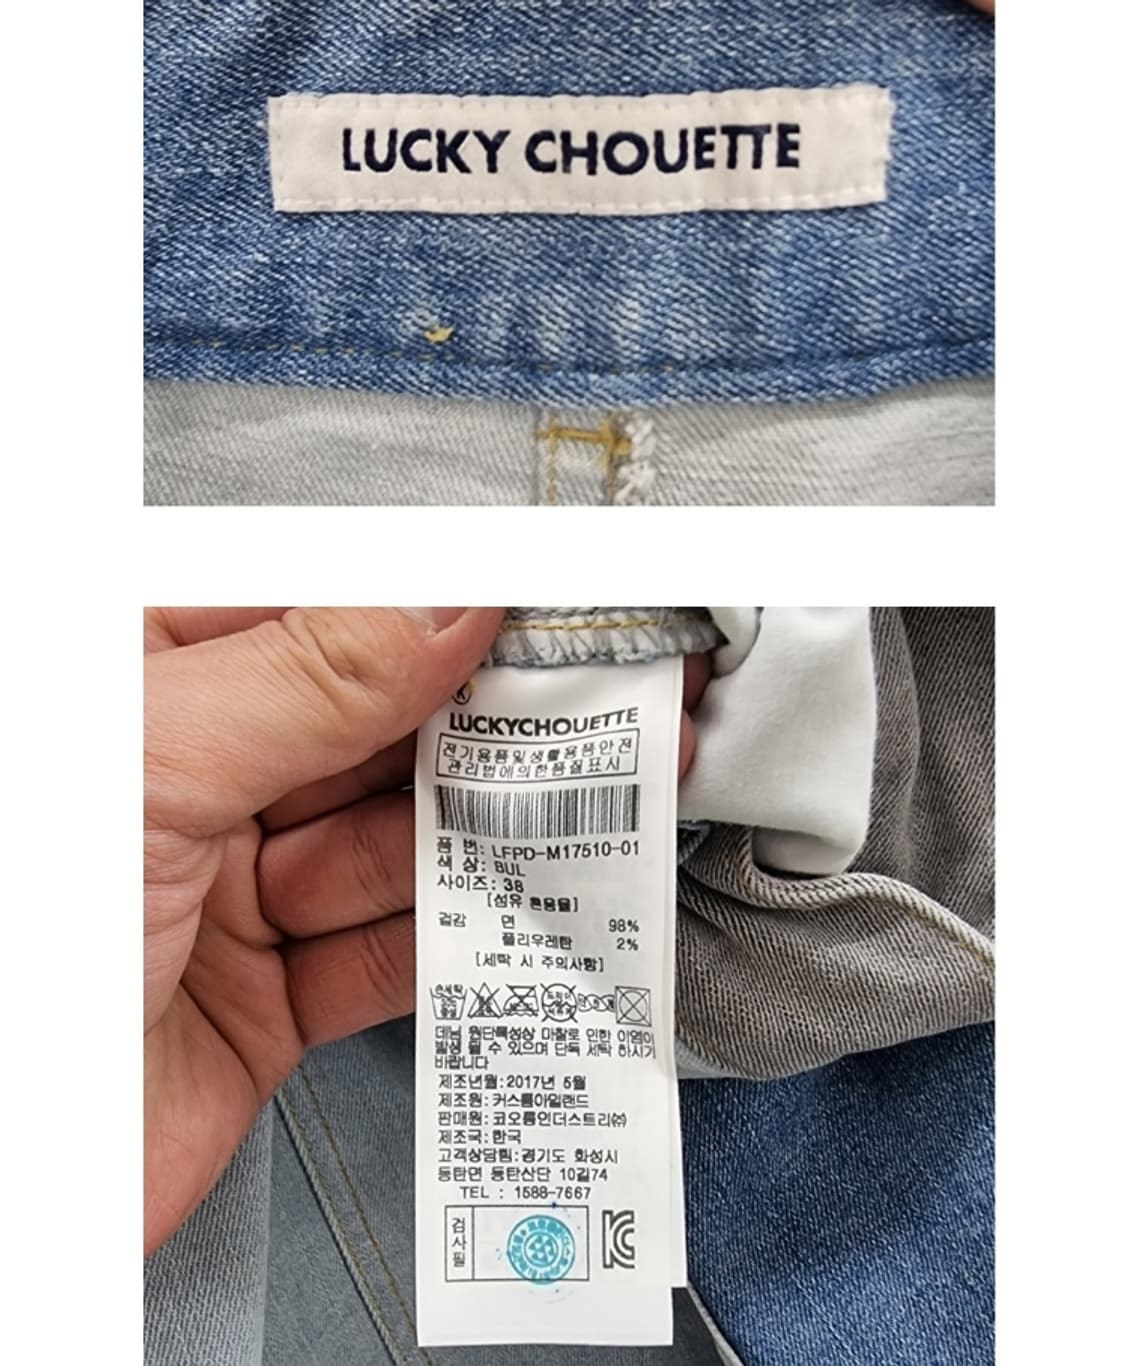 LUCKY CHOUETTE
LUCKYCHOUETTE
전기용품및생활용품안전
관리법에의한품질표시
품 번: LFPD-M17510-01
색 상: BUL
사이즈: 38
[섬유 혼용율]
겉감 면 98%
폴리우레탄 2%
[세탁 시 주의사항]
손세탁
데님 원단특성상 마찰로 인한 이염이
발생 될 수 있으며 단독 세탁 하시기
바랍니다
제조년월:2017년 5월
제조원:커스톰아일랜드
판매원:코오롱인더스트리㈜
제조국:한국
고객상담팀:경기도 화성시
동탄면 동탄산단 10길74
TEL : 1588-7667
검사필